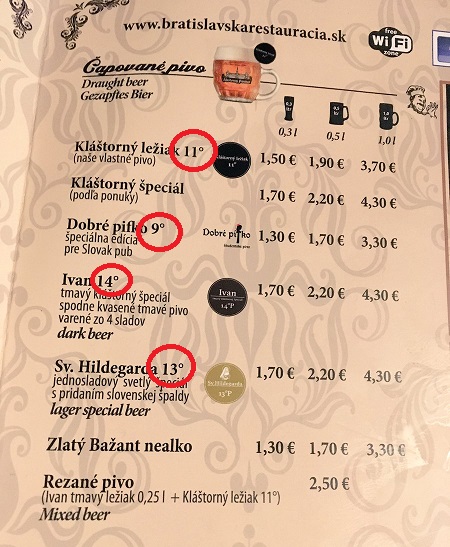 www.bratislavskarestauracia.sk
free
Wi Fi
zone
Čapované pivo
Draught beer
Gezapftes Bier
0,3 l 0,5 l 1,0 l
Kláštorný ležiak 11° 1,50 € 1,90 € 3,70 €
(naše vlastné pivo)
Kláštorný ležiak
11°
Kláštorný špeciál 1,70 € 2,20 € 4,30 €
(podľa ponuky)
Dobré pifko 9° Dobré pifko 1,30 € 1,70 € 3,30 €
špeciálna edícia
pre Slovak pub
Ivan 14° Ivan 1,70 € 2,20 € 4,30 €
14°P
tmavý kláštorný špeciál
spodne kvasené tmavé pivo
varené zo 4 sladov
dark beer
Sv. Hildegarda 13° Sv. Hildegarda 1,70 € 2,20 € 4,30 €
13°P
jednosladový svetlý špeciál
s pridaním slovenskej špaldy
lager special beer
Zlatý Bažant nealko 1,30 € 1,70 € 3,30 €
Rezané pivo 2,50 €
(Ivan tmavý ležiak 0,25 l + Kláštorný ležiak 11°)
Mixed beer